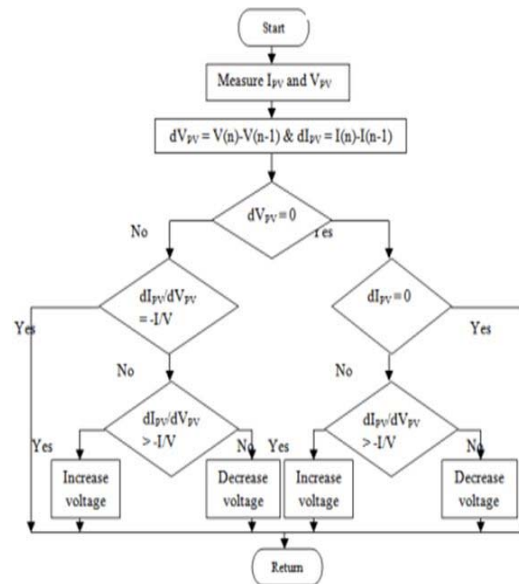 Start
Measure I_PV and V_PV
dV_PV = V(n)-V(n-1) & dI_PV = I(n)-I(n-1)
dV_PV = 0
No
Yes
dI_PV/dV_PV
= -I/V
dI_PV = 0
Yes
Yes
No
No
dI_PV/dV_PV
> -I/V
dI_PV/dV_PV
> -I/V
Yes
No
Yes
No
Increase
voltage
Decrease
voltage
Increase
voltage
Decrease
voltage
Return